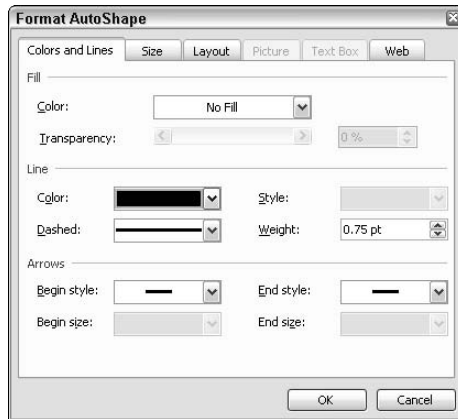 Format AutoShape
Colors and Lines Size Layout Picture Text Box Web
Fill
Color: No Fill
Transparency: 0 %
Line
Color: Style:
Dashed: Weight: 0.75 pt
Arrows
Begin style: End style:
Begin size: End size:
OK Cancel